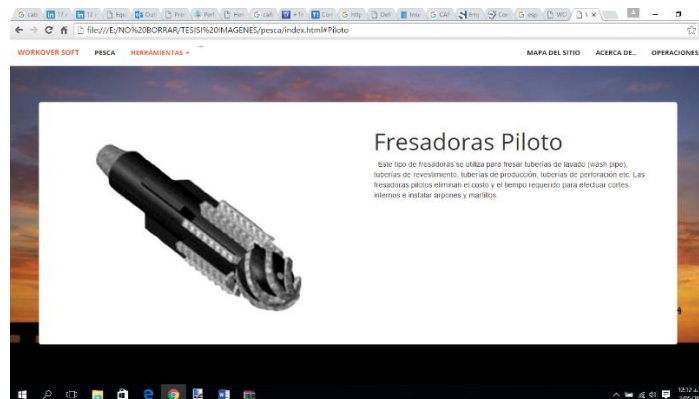 file:///E:/NO%20BORRAR/TESISI%20IMAGENES/pesca/index.html#Piloto
WORKOVER SOFT PESCA HERRAMIENTAS ... MAPA DEL SITIO ACERCA DE.. OPERACIONES
Fresadoras Piloto
Este tipo de fresadoras se utiliza para fresar tuberías de lavado (wash pipe),
tuberías de revestimiento, tuberías de producción, tuberías de perforación etc. Las
fresadoras pilotos eliminan el costo y el tiempo requerido para efectuar cortes
internos e instalar arpones y martillos.
12:12 a.